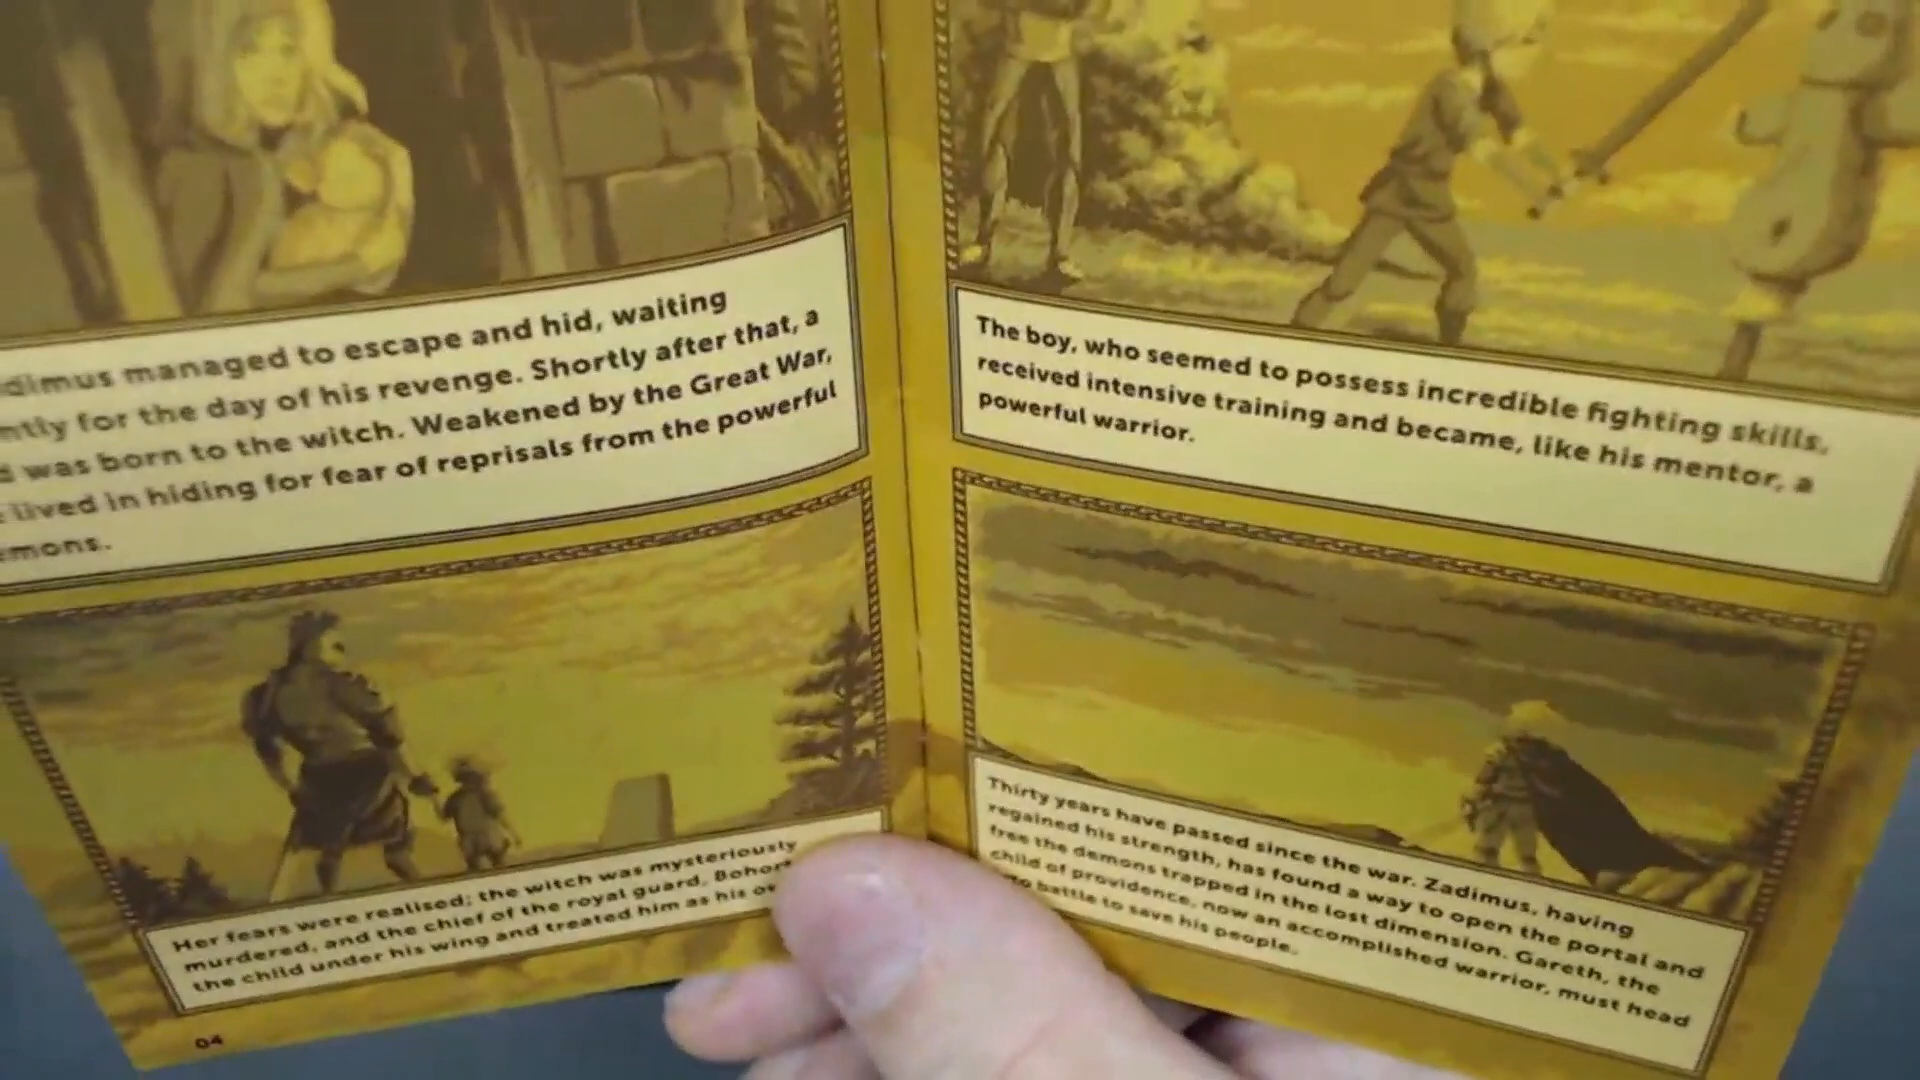 dimus managed to escape and hid, waiting
ntly for the day of his revenge. Shortly after that, a
d was born to the witch. Weakened by the Great War,
e lived in hiding for fear of reprisals from the powerful
mons.
Her fears were realised; the witch was mysteriously
murdered, and the chief of the royal guard, Bohor
the child under his wing and treated him as his ow
04
The boy, who seemed to possess incredible fighting skills,
received intensive training and became, like his mentor, a
powerful warrior.
Thirty years have passed since the war. Zadimus, having
regained his strength, has found a way to open the portal and
free the demons trapped in the lost dimension. Gareth, the
child of providence, now an accomplished warrior, must head
to battle to save his people.